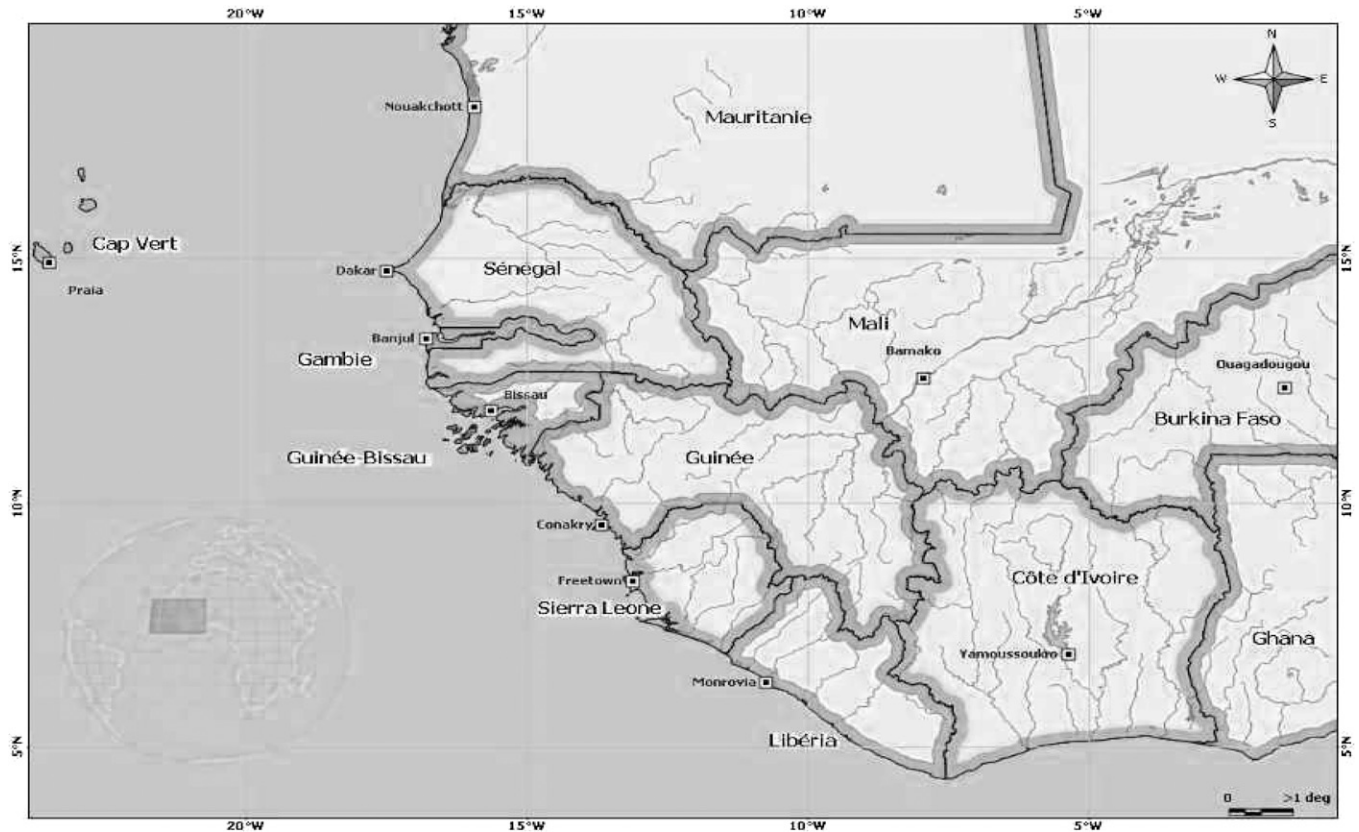 20°W 15°W 10°W 5°W
N
W E
S
Nouakchott
Mauritanie
Cap Vert
15°N 15°N
Dakar
Sénégal
Praia
Mali
Banjul
Bamako
Gambie
Ouagadougou
Bissau
Burkina Faso
Guinée-Bissau
Guinée
10°N 10°N
Conakry
Freetown
Côte d'Ivoire
Sierra Leone
Ghana
Yamoussoukro
Monrovia
Libéria
5°N 5°N
0 >1 deg
20°W 15°W 10°W 5°W